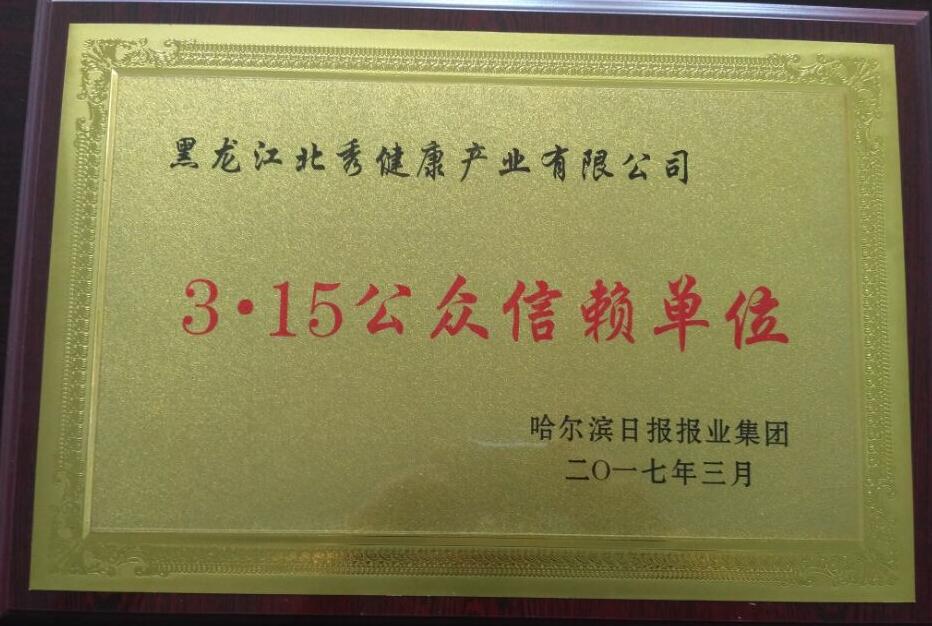 黑龙江北秀健康产业有限公司
3·15公众信赖单位
哈尔滨日报报业集团
二〇一七年三月